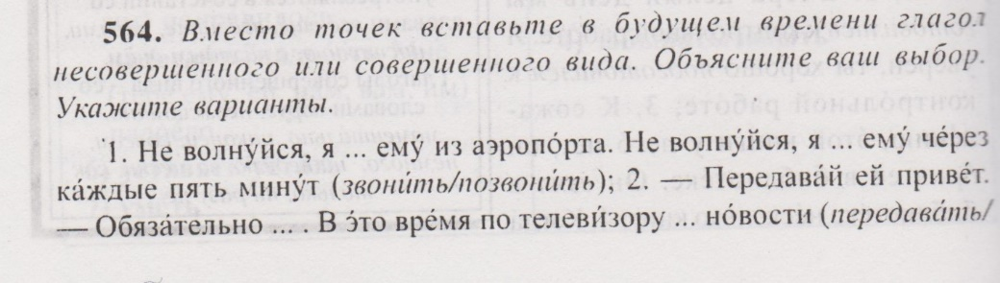 564. Вместо точек вставьте в будущем времени глагол
несовершенного или совершенного вида. Объясните ваш выбор.
Укажите варианты.
1. Не волну́йся, я ... ему́ из аэропо́рта. Не волну́йся, я ... ему́ че́рез
ка́ждые пять мину́т (звони́ть/позвони́ть); 2. — Передава́й ей приве́т.
— Обяза́тельно ... . В э́то вре́мя по телеви́зору ... но́вости (передава́ть/